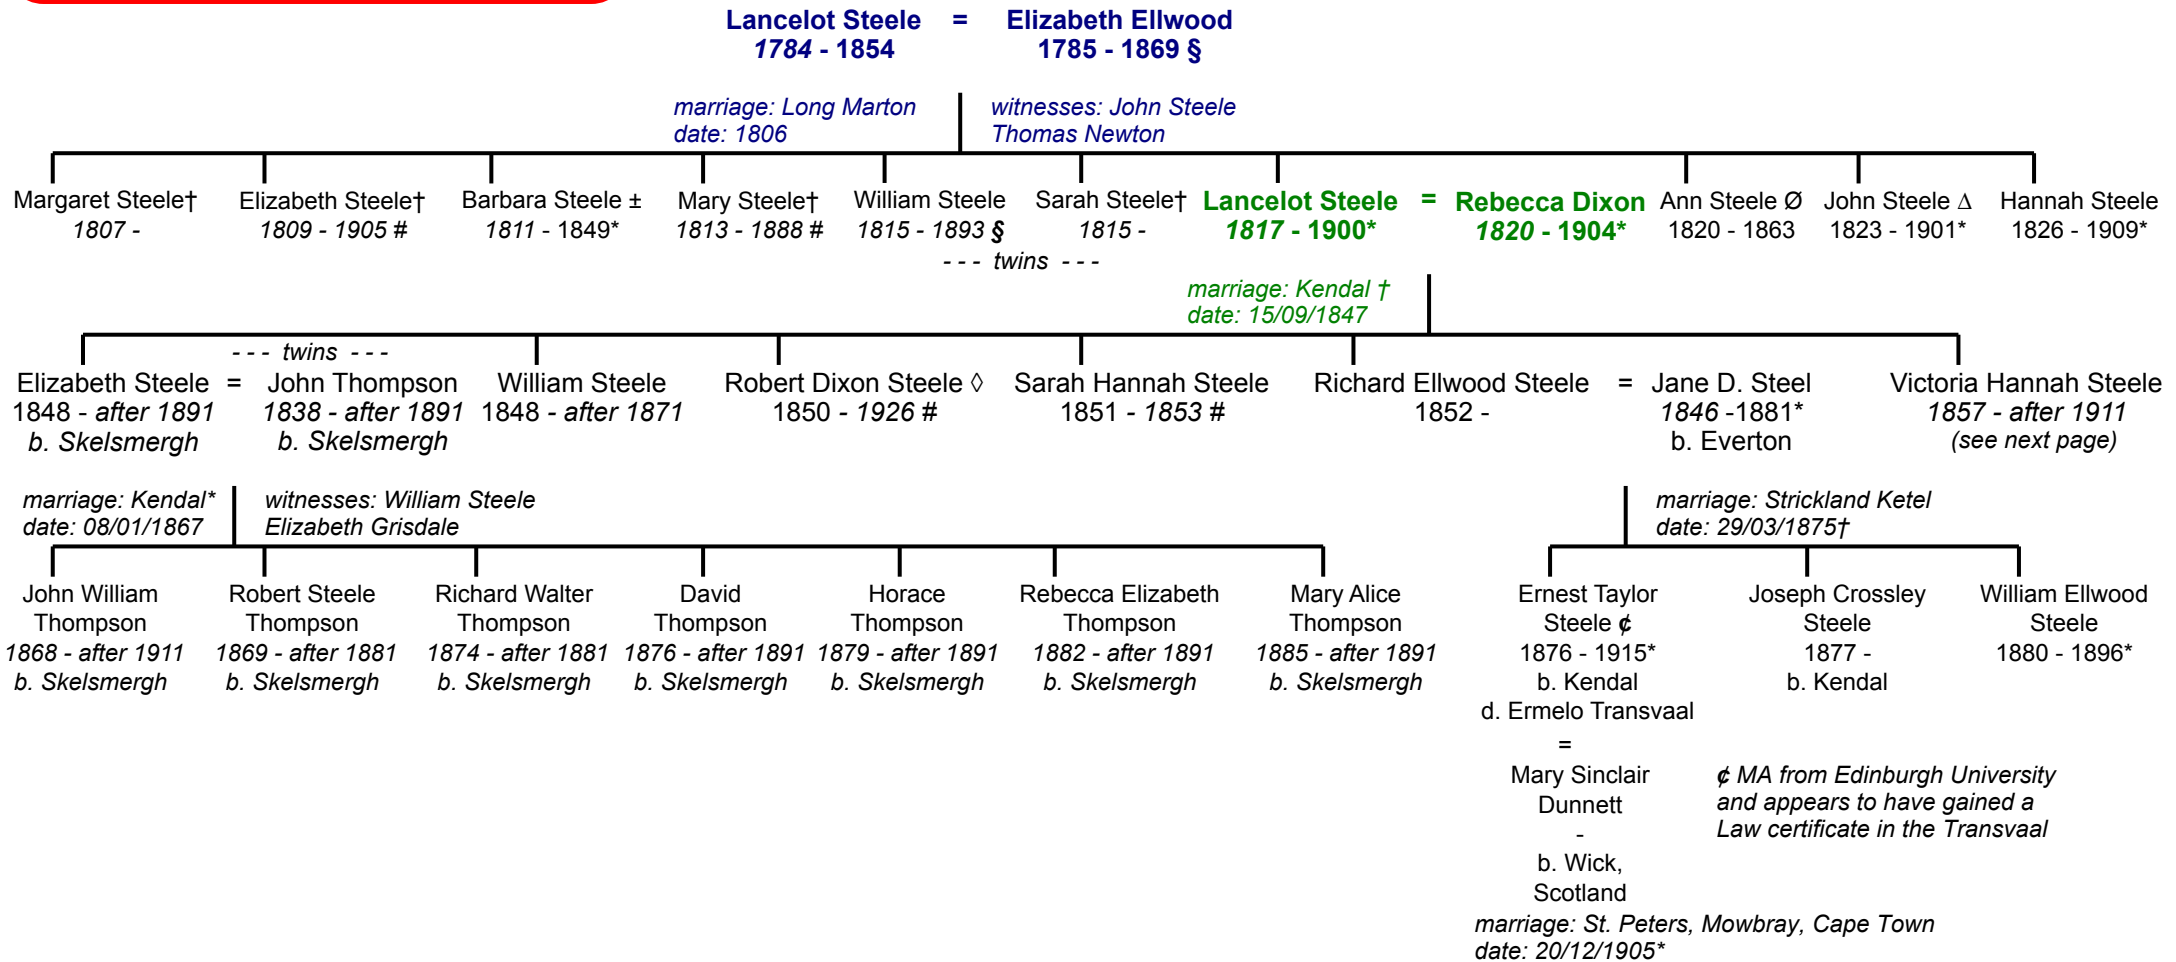 Lancelot Steele = Elizabeth Ellwood
1784 - 1854 1785 - 1869 §
marriage: Long Marton witnesses: John Steele
date: 1806 Thomas Newton
Margaret Steele† Elizabeth Steele† Barbara Steele ± Mary Steele† William Steele Sarah Steele† Lancelot Steele = Rebecca Dixon Ann Steele Ø John Steele ∆ Hannah Steele
1807 - 1809 - 1905 # 1811 - 1849* 1813 - 1888 # 1815 - 1893 § 1815 - 1817 - 1900* 1820 - 1904* 1820 - 1863 1823 - 1901* 1826 - 1909*
- - - twins - - -
marriage: Kendal †
date: 15/09/1847
- - - twins - - -
Elizabeth Steele = John Thompson William Steele Robert Dixon Steele ◊ Sarah Hannah Steele Richard Ellwood Steele = Jane D. Steel Victoria Hannah Steele
1848 - after 1891 1838 - after 1891 1848 - after 1871 1850 - 1926 # 1851 - 1853 # 1852 - 1846 -1881* 1857 - after 1911
b. Skelsmergh b. Skelsmergh b. Everton (see next page)
marriage: Kendal* witnesses: William Steele marriage: Strickland Ketel
date: 08/01/1867 Elizabeth Grisdale date: 29/03/1875†
John William Robert Steele Richard Walter David Horace Rebecca Elizabeth Mary Alice Ernest Taylor Joseph Crossley William Ellwood
Thompson Thompson Thompson Thompson Thompson Thompson Thompson Steele ¢ Steele Steele
1868 - after 1911 1869 - after 1881 1874 - after 1881 1876 - after 1891 1879 - after 1891 1882 - after 1891 1885 - after 1891 1876 - 1915* 1877 - 1880 - 1896*
b. Skelsmergh b. Skelsmergh b. Skelsmergh b. Skelsmergh b. Skelsmergh b. Skelsmergh b. Skelsmergh b. Kendal b. Kendal
d. Ermelo Transvaal
=
Mary Sinclair ¢ MA from Edinburgh University
Dunnett and appears to have gained a
- Law certificate in the Transvaal
b. Wick,
Scotland
marriage: St. Peters, Mowbray, Cape Town
date: 20/12/1905*